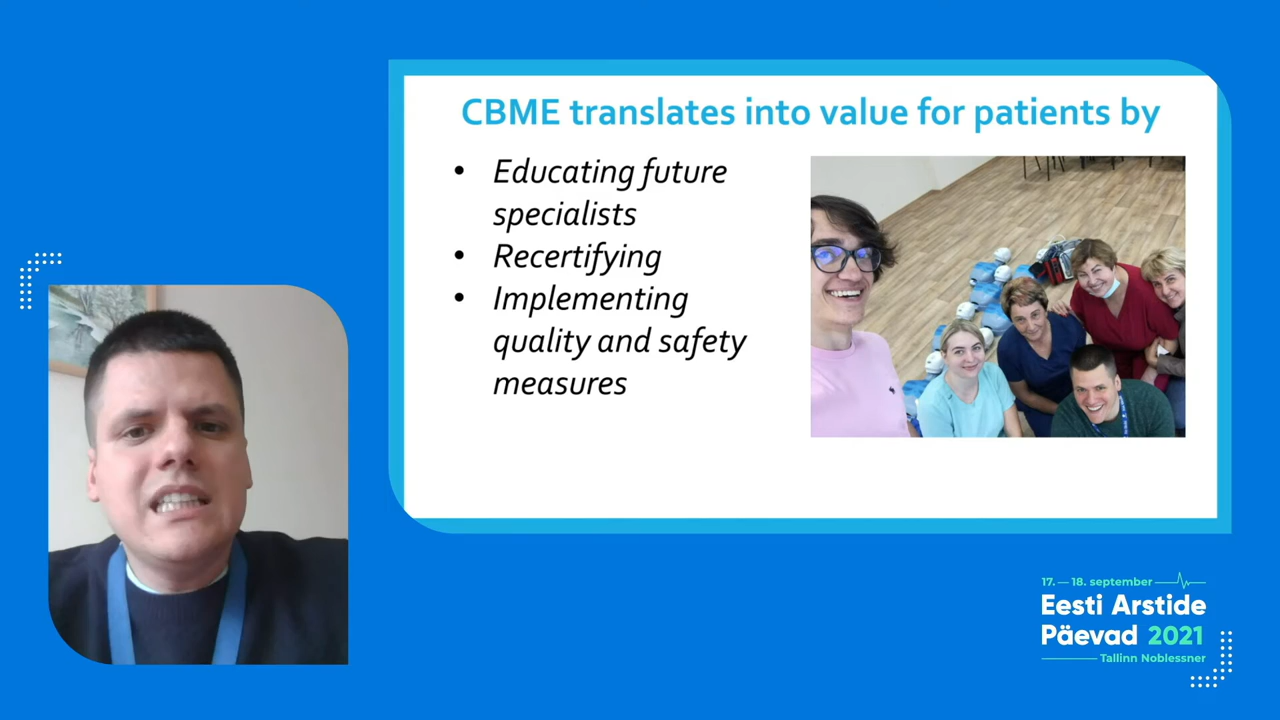 CBME translates into value for patients by
• Educating future
specialists
• Recertifying
• Implementing
quality and safety
measures
17. — 18. september
Eesti Arstide
Päevad 2021
Tallinn Noblessner